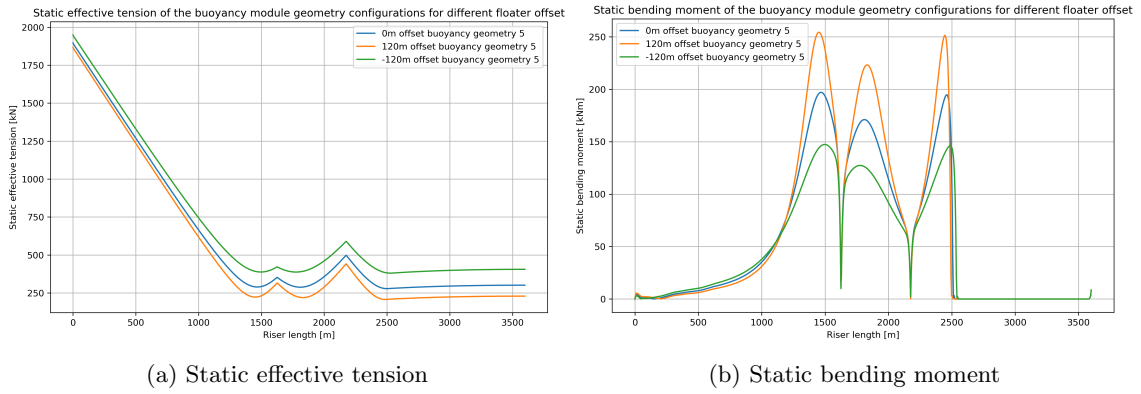 Static effective tension of the buoyancy module geometry configurations for different floater offset
2000
1750
1500
1250
1000
750
500
250
Static effective tension [kN]
0m offset buoyancy geometry 5
120m offset buoyancy geometry 5
-120m offset buoyancy geometry 5
0 500 1000 1500 2000 2500 3000 3500
Riser length [m]
(a) Static effective tension
Static bending moment of the buoyancy module geometry configurations for different floater offset
250
200
150
100
50
0
Static bending moment [kNm]
0m offset buoyancy geometry 5
120m offset buoyancy geometry 5
-120m offset buoyancy geometry 5
0 500 1000 1500 2000 2500 3000 3500
Riser length [m]
(b) Static bending moment